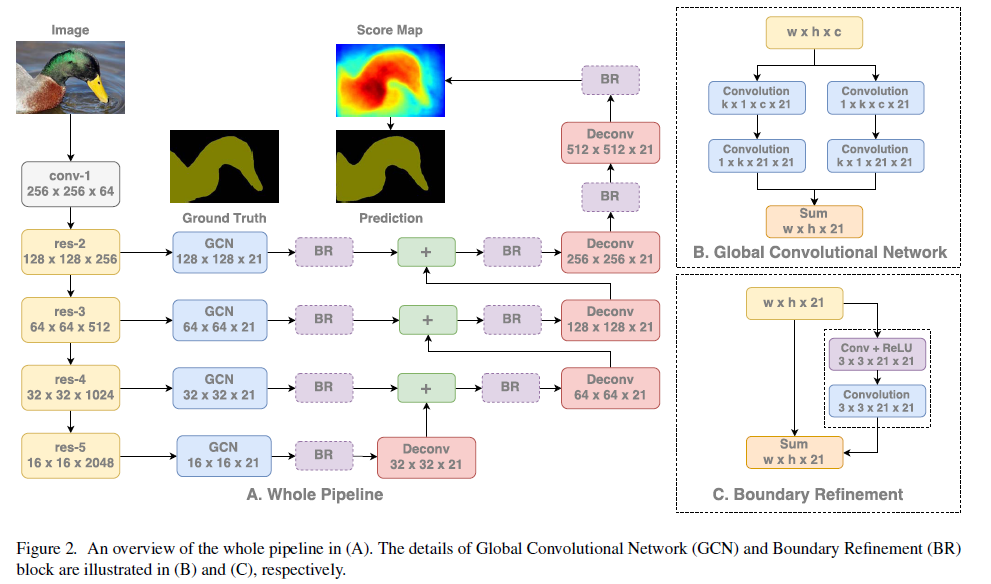 Image
Score Map
BR
conv-1
256 x 256 x 64
Ground Truth
Prediction
Deconv
512 x 512 x 21
BR
res-2
128 x 128 x 256
GCN
128 x 128 x 21
BR
+
BR
Deconv
256 x 256 x 21
res-3
64 x 64 x 512
GCN
64 x 64 x 21
BR
+
BR
Deconv
128 x 128 x 21
res-4
32 x 32 x 1024
GCN
32 x 32 x 21
BR
+
BR
Deconv
64 x 64 x 21
res-5
16 x 16 x 2048
GCN
16 x 16 x 21
BR
Deconv
32 x 32 x 21
A. Whole Pipeline
w x h x c
Convolution
k x 1 x c x 21
Convolution
1 x k x c x 21
Convolution
1 x k x 21 x 21
Convolution
k x 1 x 21 x 21
Sum
w x h x 21
B. Global Convolutional Network
w x h x 21
Conv + ReLU
3 x 3 x 21 x 21
Convolution
3 x 3 x 21 x 21
Sum
w x h x 21
C. Boundary Refinement
Figure 2. An overview of the whole pipeline in (A). The details of Global Convolutional Network (GCN) and Boundary Refinement (BR)
block are illustrated in (B) and (C), respectively.